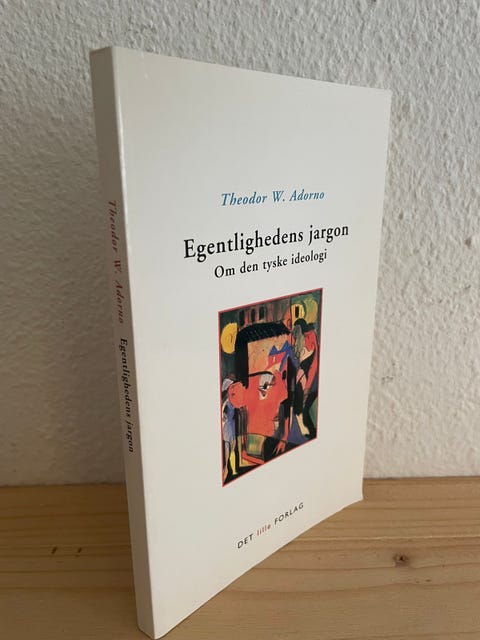 Theodor W. Adorno
Egentlighedens jargon
Om den tyske ideologi
DET lille FORLAG
Theodor W. Adorno Egentlighedens jargon